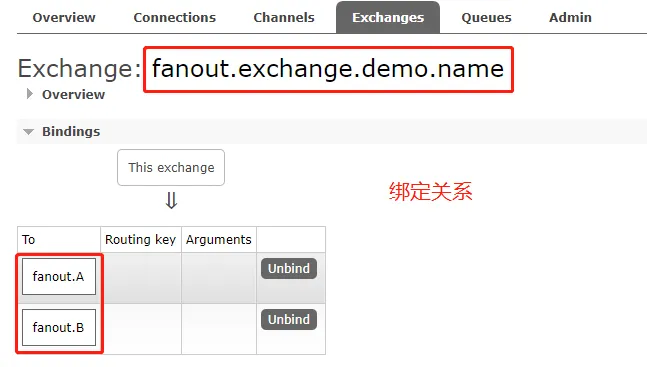 Overview Connections Channels Exchanges Queues Admin
Exchange: fanout.exchange.demo.name
Overview
Bindings
This exchange
⇓
绑定关系
To Routing key Arguments
fanout.A Unbind
fanout.B Unbind